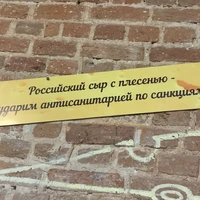 Российский сыр с плесенью -
ударим антисанитарией по санкциям